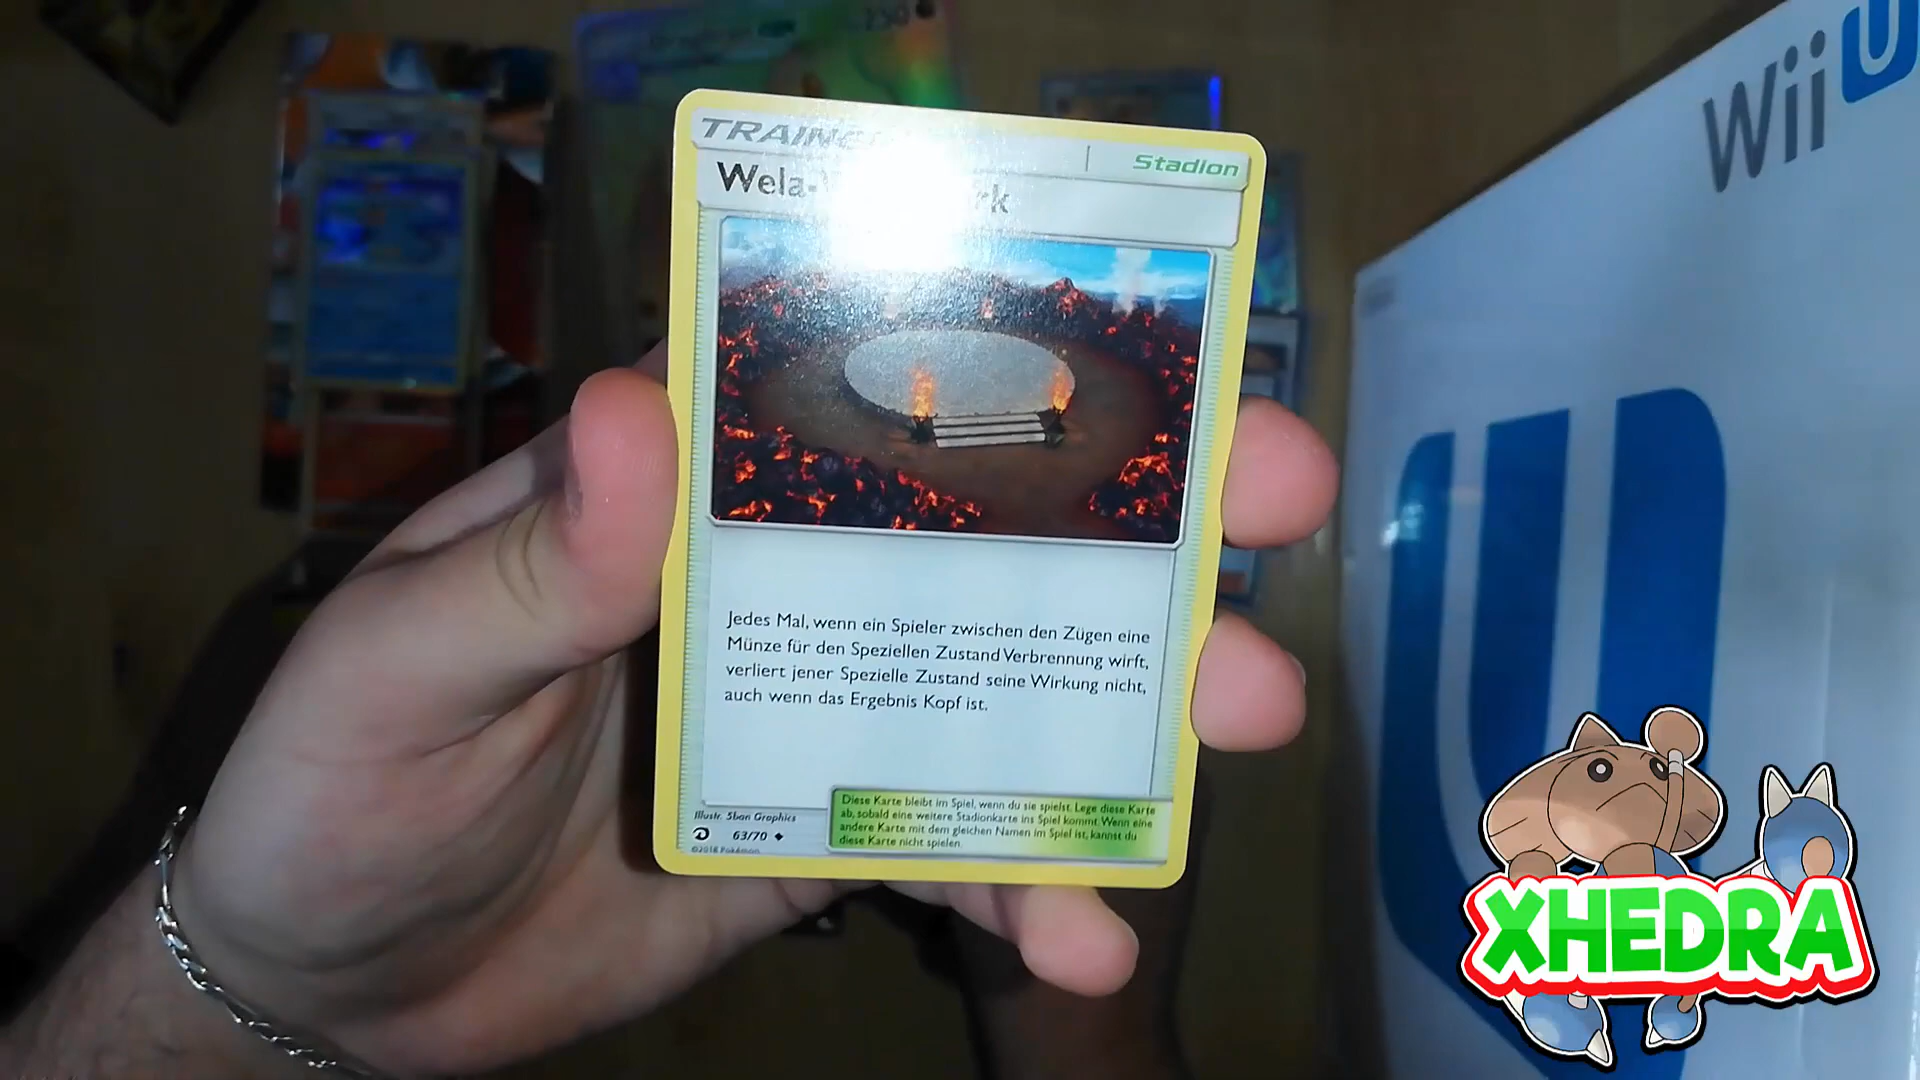 Wii U
TRAINE
Stadion
Wela-
rk
Jedes Mal, wenn ein Spieler zwischen den Zügen eine
Münze für den Speziellen Zustand Verbrennung wirft,
verliert jener Spezielle Zustand seine Wirkung nicht,
auch wenn das Ergebnis Kopf ist.
Diese Karte bleibt im Spiel, wenn du sie spielst. Lege diese Karte
ab, sobald eine weitere Stadionkarte ins Spiel kommt. Wenn eine
andere Karte mit dem gleichen Namen im Spiel ist, kannst du
diese Karte nicht spielen.
Illustr. 5ban Graphics
63/70
©2018 Pokémon
XHEDRA